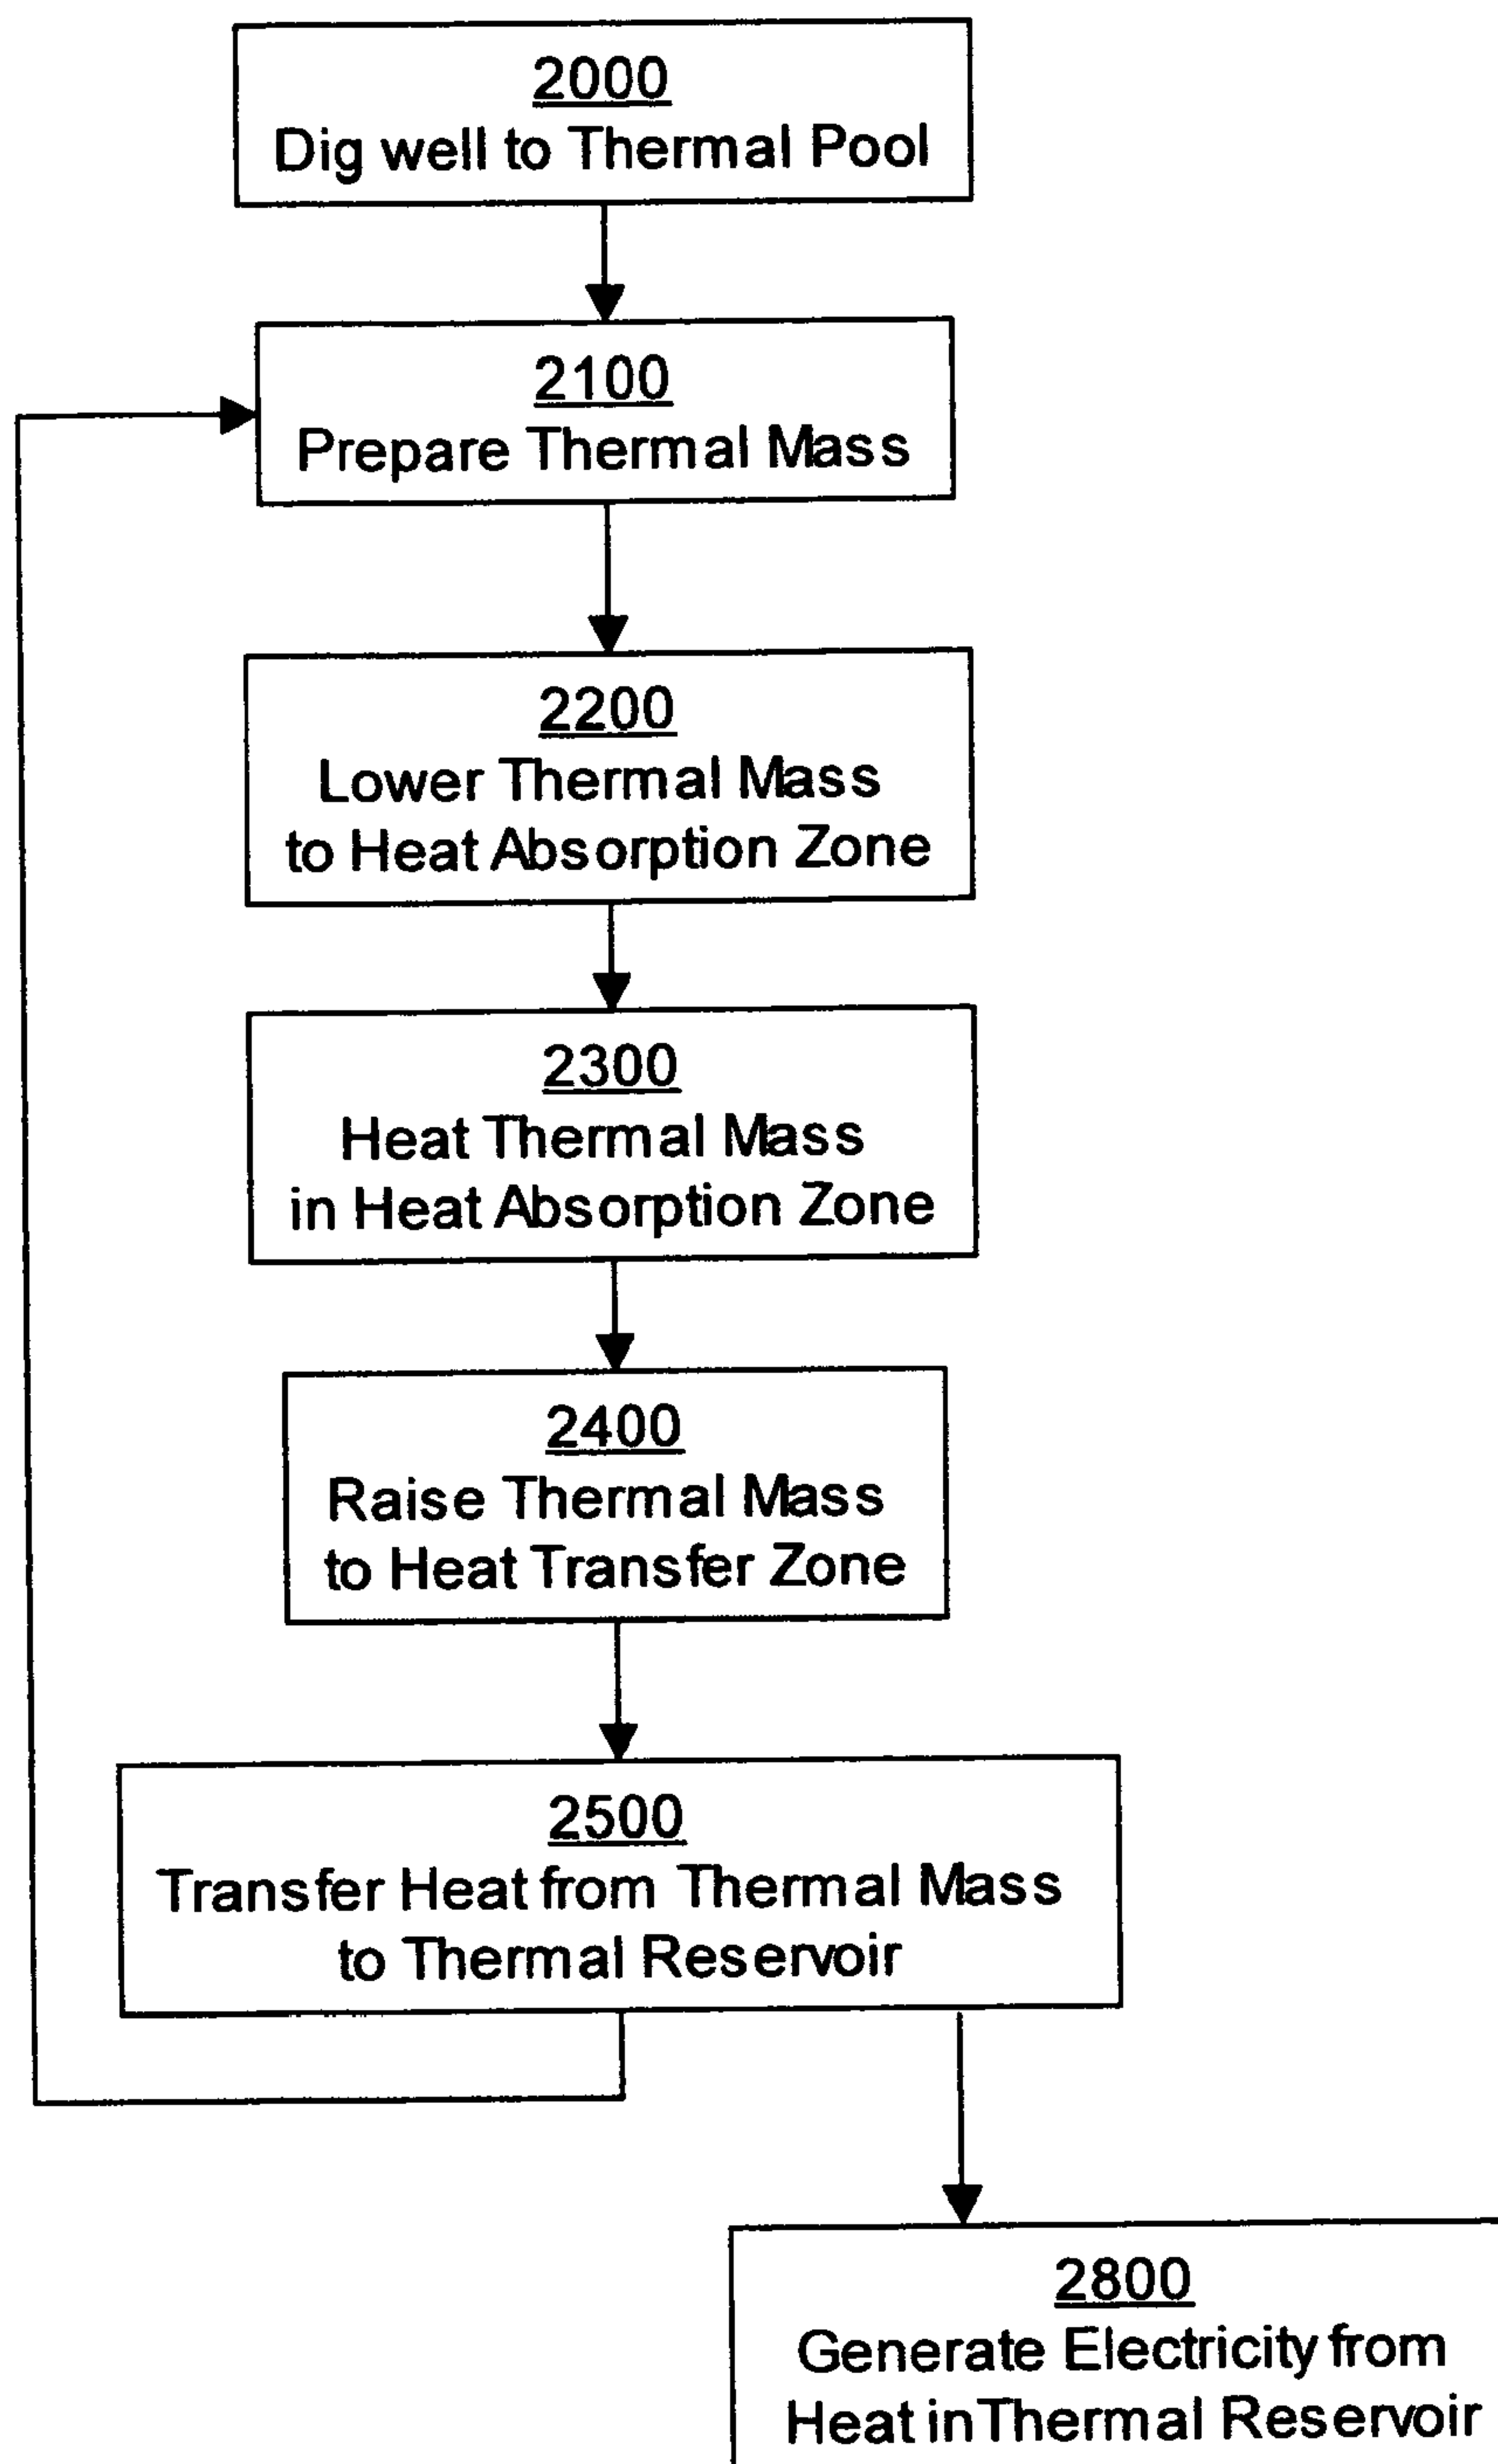 2000
Dig well to Thermal Pool
2100
Prepare Thermal Mass
2200
Lower Thermal Mass
to Heat Absorption Zone
2300
Heat Thermal Mass
in Heat Absorption Zone
2400
Raise Thermal Mass
to Heat Transfer Zone
2500
Transfer Heat from Thermal Mass
to Thermal Reservoir
2800
Generate Electricity from
Heat in Thermal Reservoir